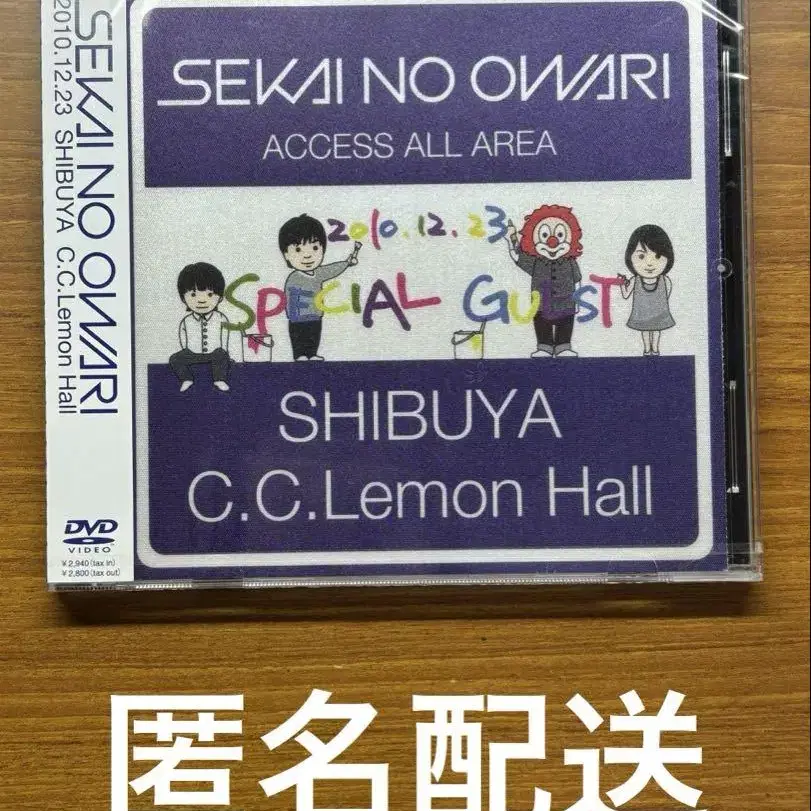 SEKAI NO OWARI
2010.12.23 SHIBUYA C.C.Lemon Hall
DVD
VIDEO
¥2,940(tax in)
¥2,800(tax out)
SEKAI NO OWARI
ACCESS ALL AREA
2010.12.23
SPECIAL GUEST
SHIBUYA
C.C.Lemon Hall
匿名配送